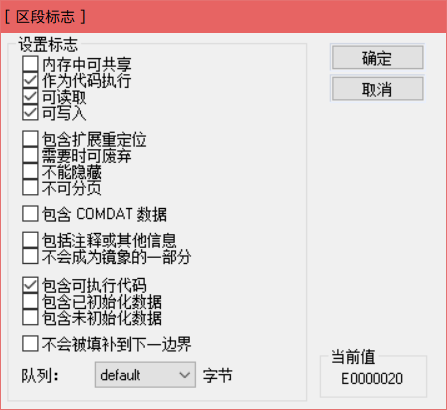 [ 区段标志 ]
设置标志
内存中可共享
作为代码执行
可读取
可写入
包含扩展重定位
需要时可废弃
不能隐藏
不可分页
包含 COMDAT 数据
包括注释或其他信息
不会成为镜象的一部分
包含可执行代码
包含已初始化数据
包含未初始化数据
不会被填补到下一边界
队列： default 字节
确定
取消
当前值
E0000020